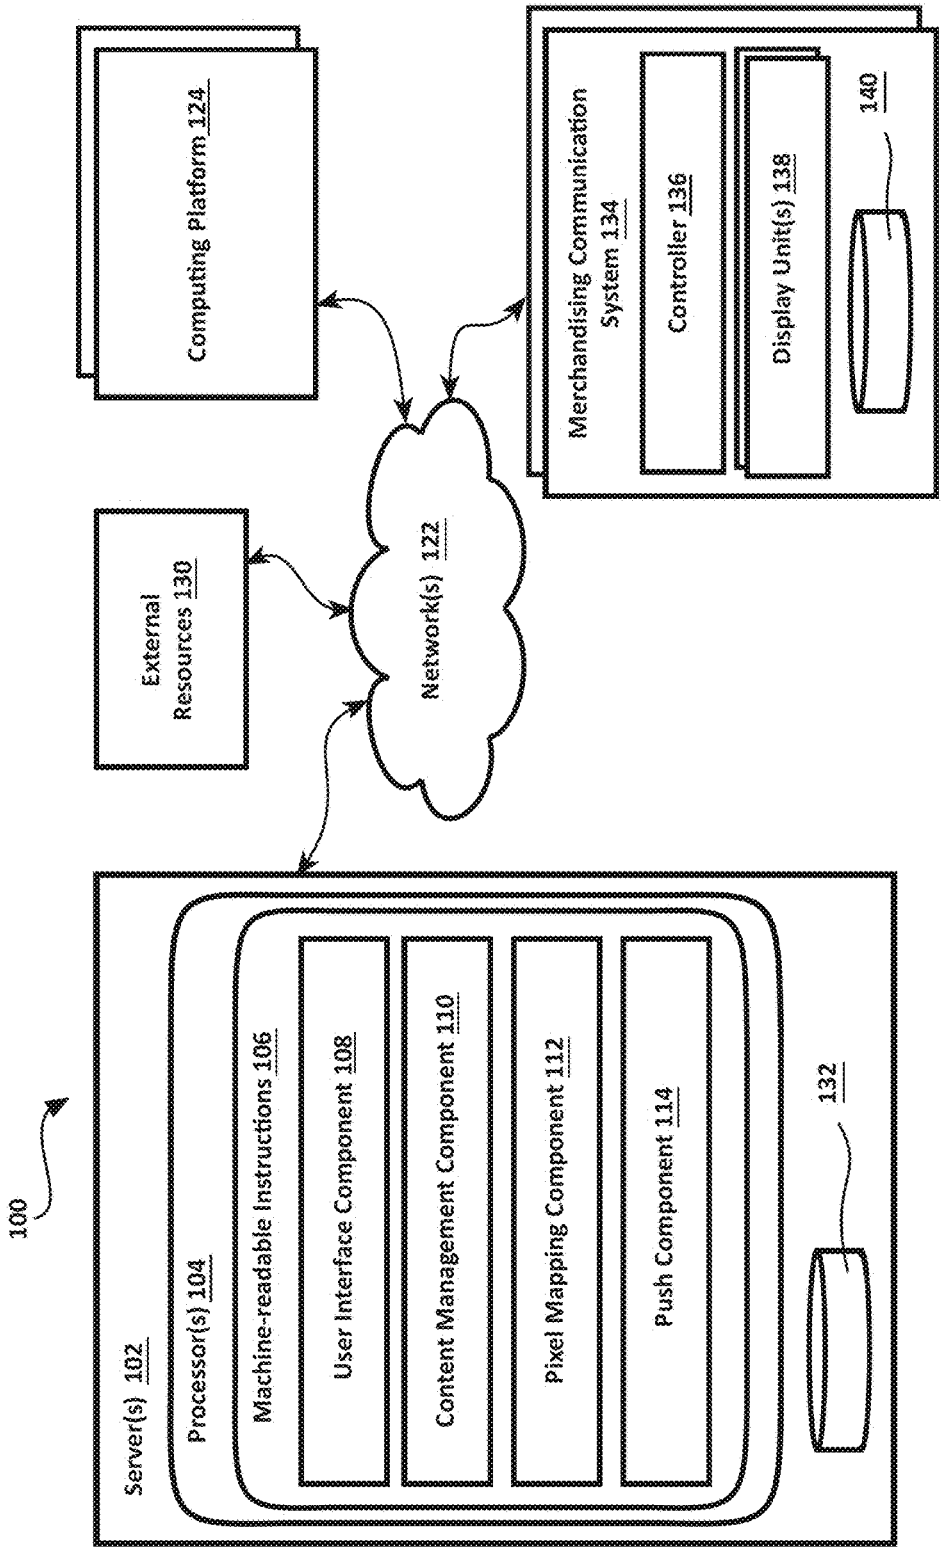 100
Server(s) 102
Processor(s) 104
Machine-readable Instructions 106
User Interface Component 108
Content Management Component 110
Pixel Mapping Component 112
Push Component 114
132
External
Resources 130
Network(s) 122
Computing Platform 124
Merchandising Communication
System 134
Controller 136
Display Unit(s) 138
140